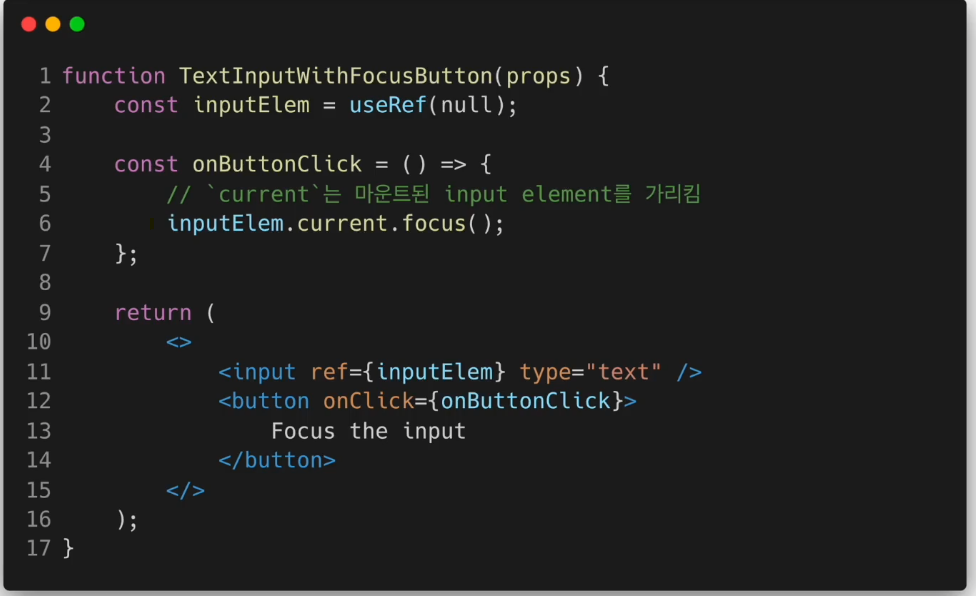 1 function TextInputWithFocusButton(props) {
2     const inputElem = useRef(null);
3
4     const onButtonClick = () => {
5         // `current`는 마운트된 input element를 가리킴
6         inputElem.current.focus();
7     };
8
9     return (
10         <>
11             <input ref={inputElem} type="text" />
12             <button onClick={onButtonClick}>
13                 Focus the input
14             </button>
15         </>
16     );
17 }